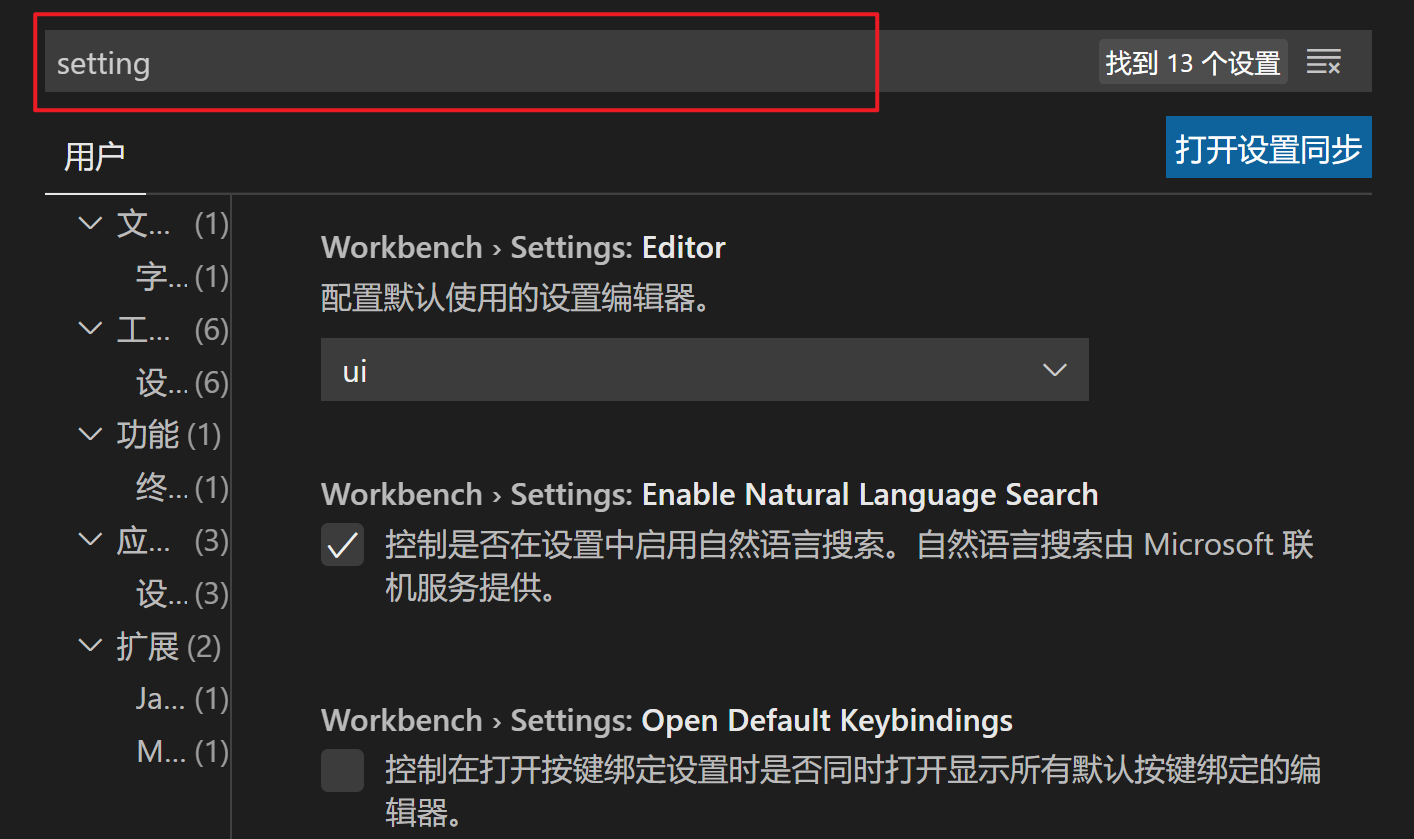 setting
找到 13 个设置
用户
打开设置同步
文... (1)
字... (1)
工... (6)
设... (6)
功能 (1)
终... (1)
应... (3)
设... (3)
扩展 (2)
Ja... (1)
M... (1)
Workbench › Settings: Editor
配置默认使用的设置编辑器。
ui
Workbench › Settings: Enable Natural Language Search
控制是否在设置中启用自然语言搜索。自然语言搜索由 Microsoft 联
机服务提供。
Workbench › Settings: Open Default Keybindings
控制在打开按键绑定设置时是否同时打开显示所有默认按键绑定的编
辑器。